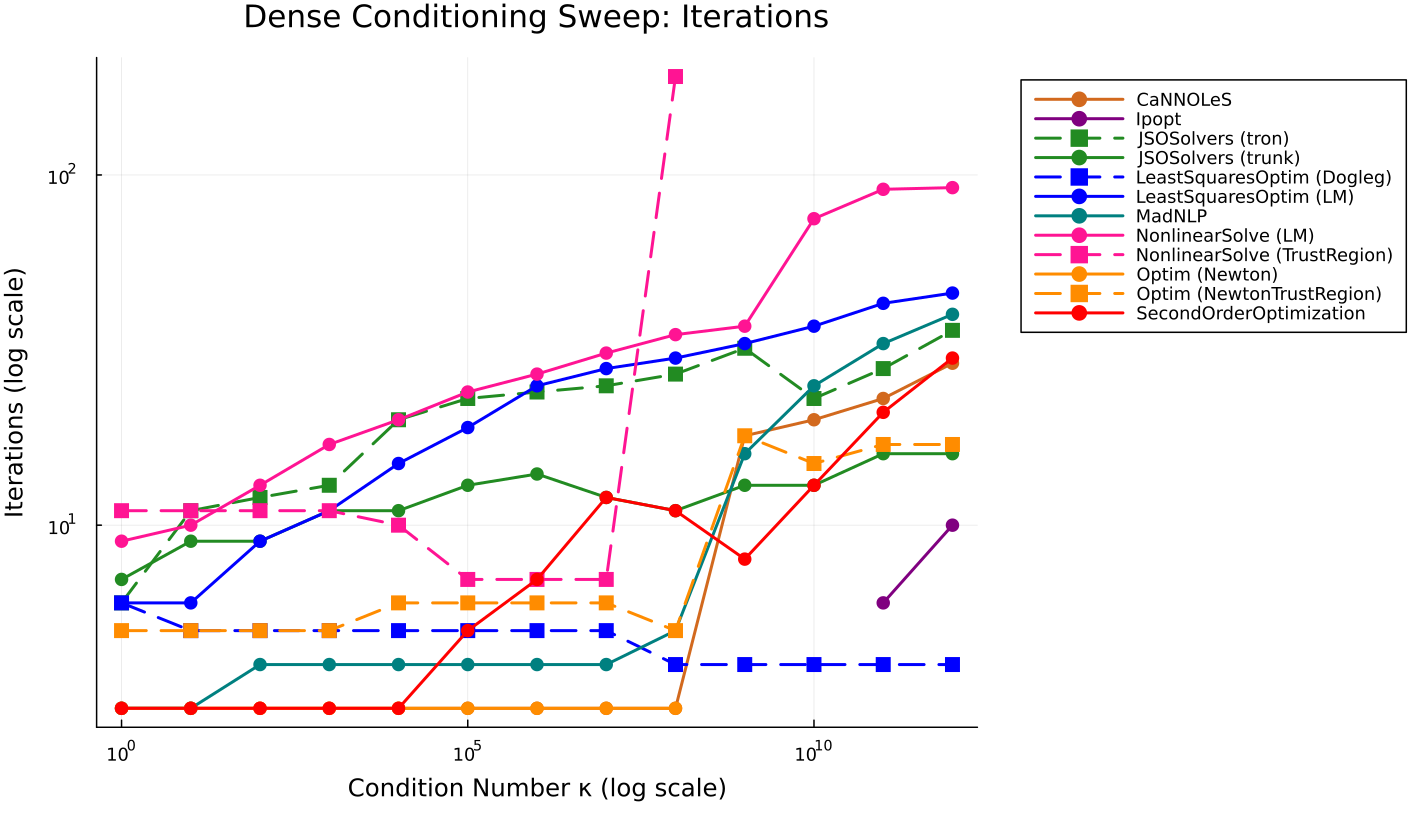 Dense Conditioning Sweep: Iterations
Iterations (log scale)
10²
10¹
10⁰
10⁵
10¹⁰
Condition Number κ (log scale)
CaNNOLeS
Ipopt
JSOSolvers (tron)
JSOSolvers (trunk)
LeastSquaresOptim (Dogleg)
LeastSquaresOptim (LM)
MadNLP
NonlinearSolve (LM)
NonlinearSolve (TrustRegion)
Optim (Newton)
Optim (NewtonTrustRegion)
SecondOrderOptimization